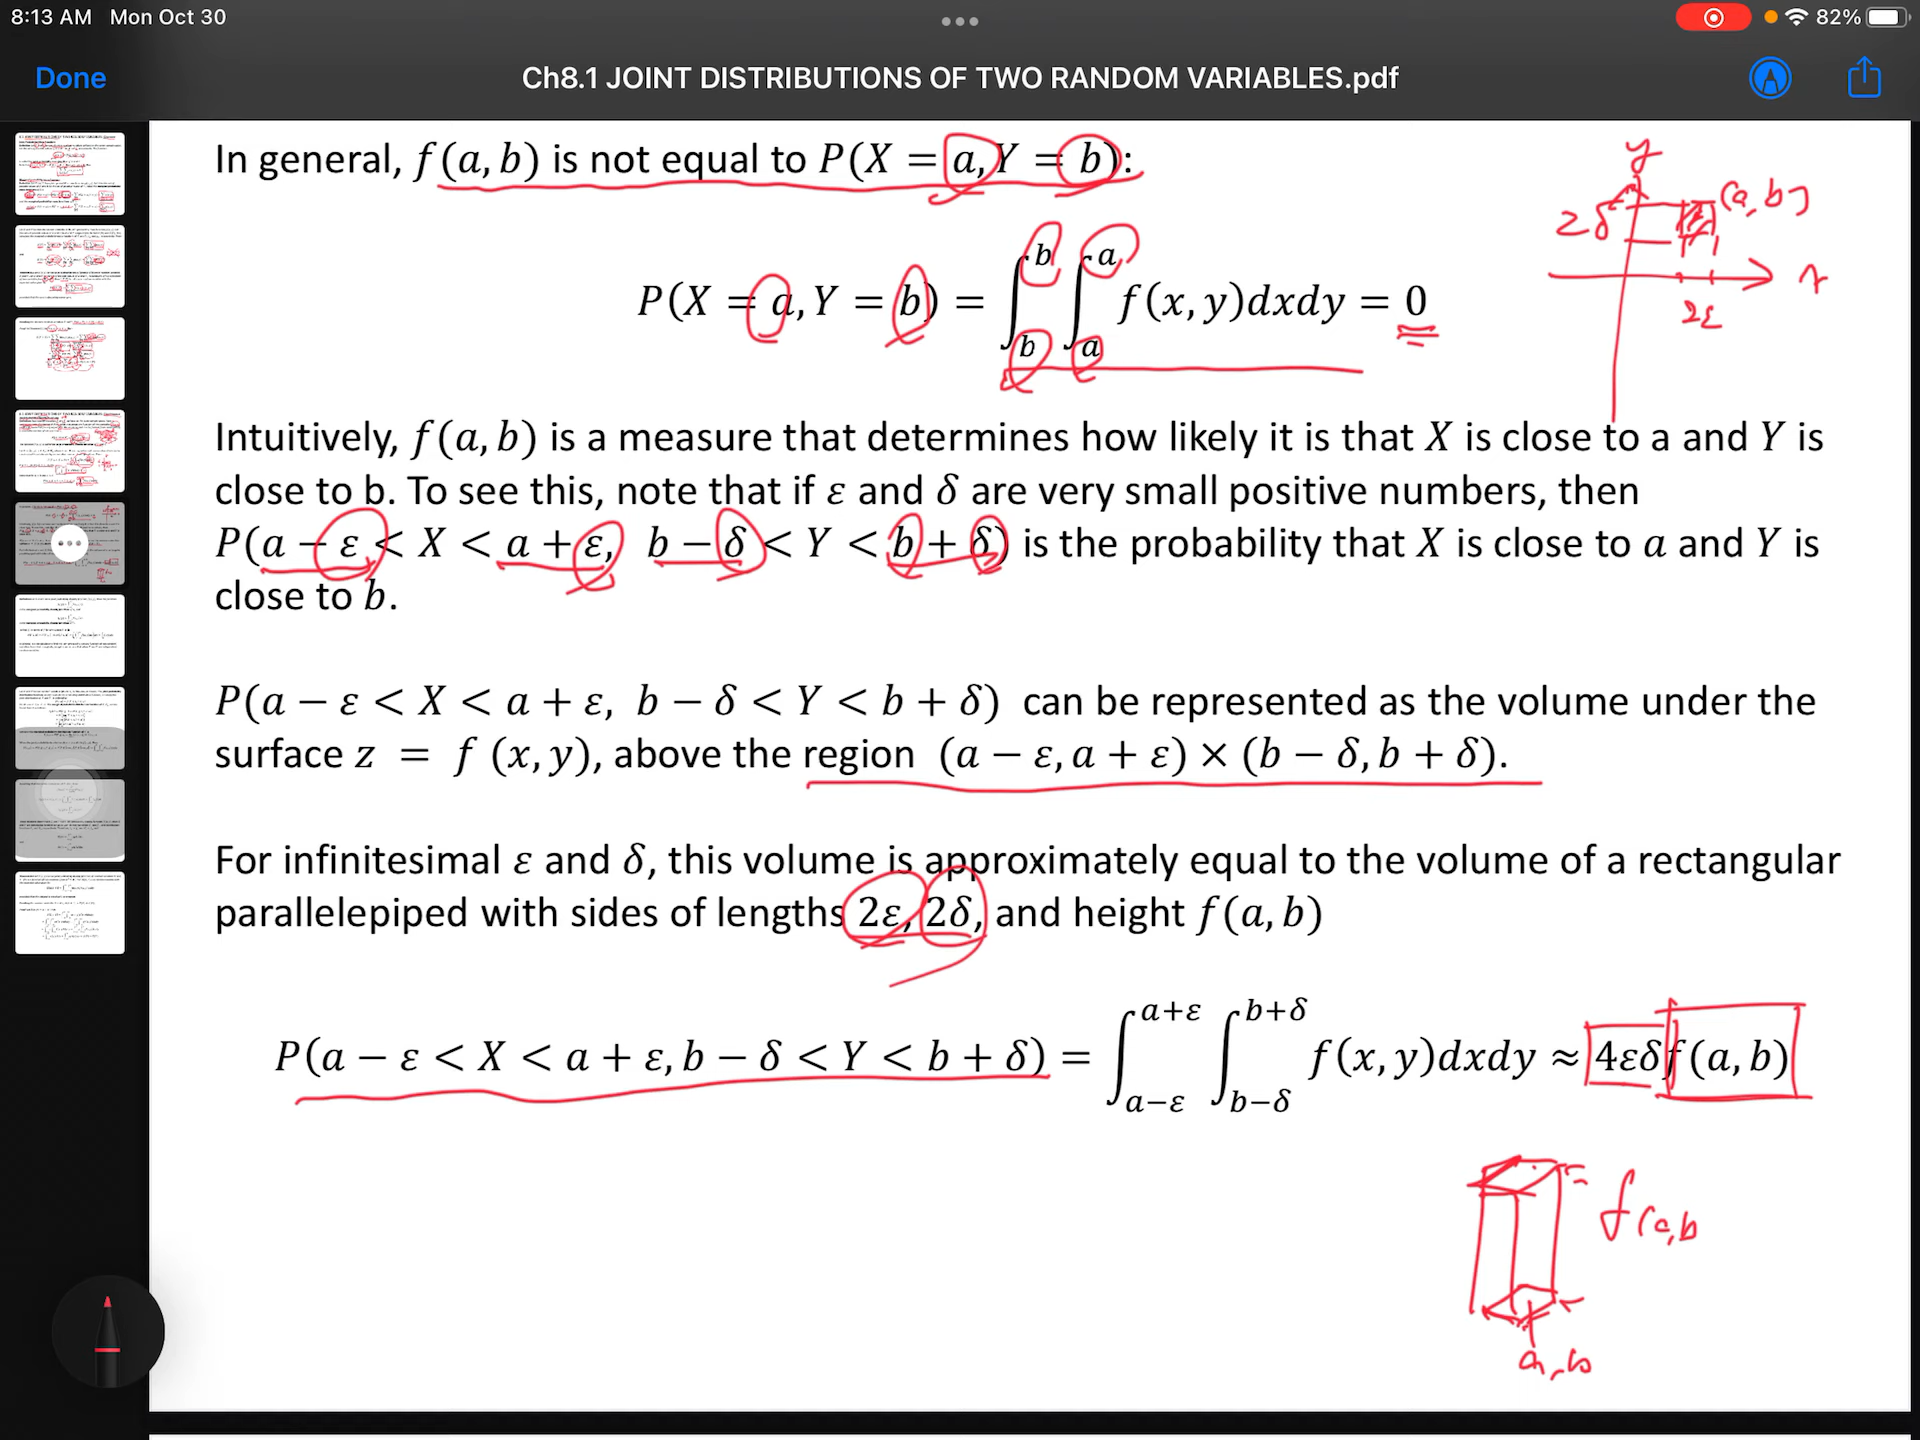 8:13 AM Mon Oct 30
82%
Done
Ch8.1 JOINT DISTRIBUTIONS OF TWO RANDOM VARIABLES.pdf
In general, f(a, b) is not equal to P(X = a, Y = b):
y
(a, b)
2δ
x
2ε
P(X = a, Y = b) = ∫_b^b ∫_a^a f(x, y)dxdy = 0
Intuitively, f(a, b) is a measure that determines how likely it is that X is close to a and Y is
close to b. To see this, note that if ε and δ are very small positive numbers, then
P(a − ε < X < a + ε, b − δ < Y < b + δ) is the probability that X is close to a and Y is
close to b.
P(a − ε < X < a + ε, b − δ < Y < b + δ) can be represented as the volume under the
surface z = f (x, y), above the region (a − ε, a + ε) × (b − δ, b + δ).
For infinitesimal ε and δ, this volume is approximately equal to the volume of a rectangular
parallelepiped with sides of lengths 2ε, 2δ, and height f(a, b)
P(a − ε < X < a + ε, b − δ < Y < b + δ) = ∫_{a−ε}^{a+ε} ∫_{b−δ}^{b+δ} f(x, y)dxdy ≈ 4εδf(a, b)
f(a,b
a,b